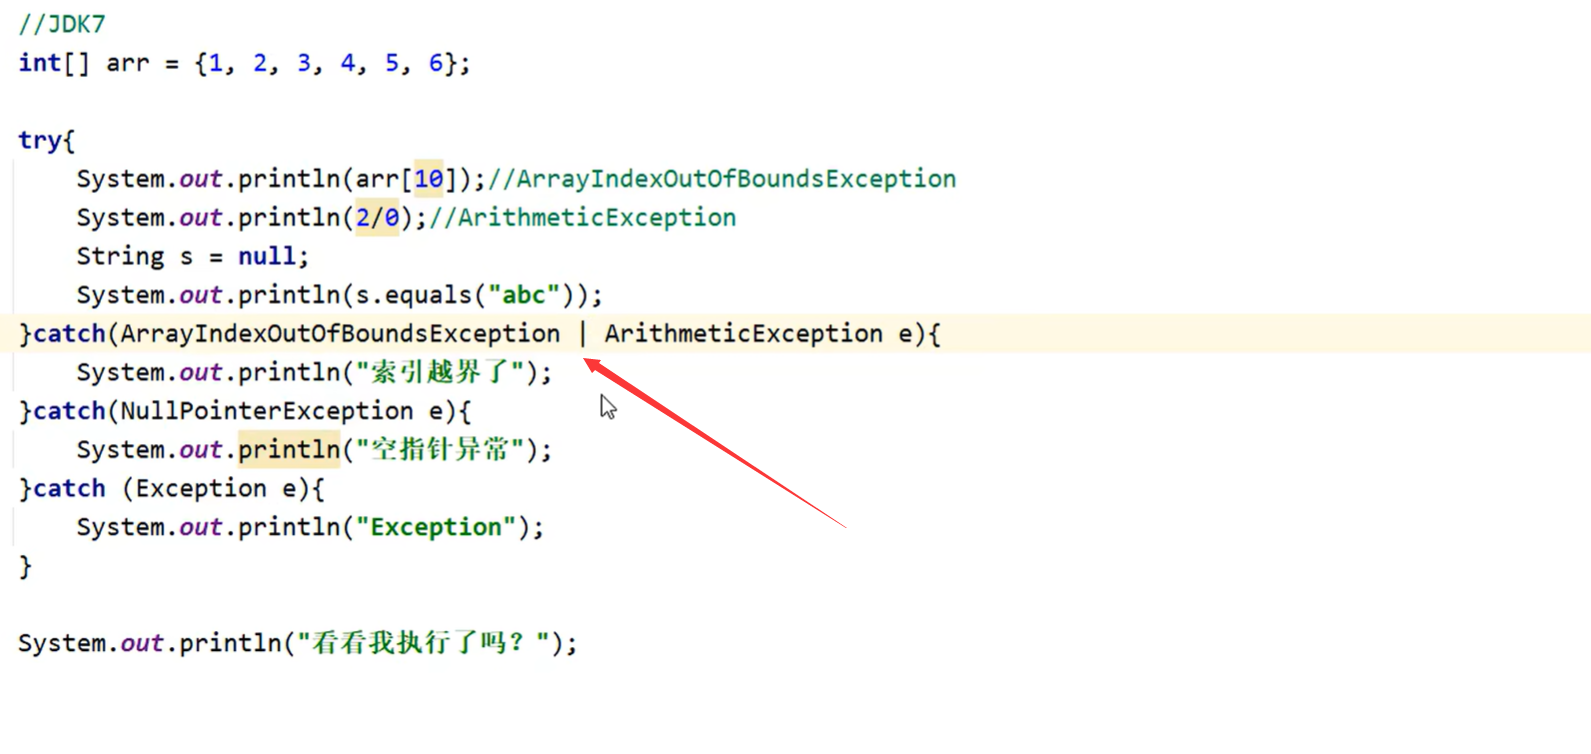 //JDK7
int[] arr = {1, 2, 3, 4, 5, 6};
try{
System.out.println(arr[10]);//ArrayIndexOutOfBoundsException
System.out.println(2/0);//ArithmeticException
String s = null;
System.out.println(s.equals("abc"));
}catch(ArrayIndexOutOfBoundsException | ArithmeticException e){
System.out.println("索引越界了");
}catch(NullPointerException e){
System.out.println("空指针异常");
}catch (Exception e){
System.out.println("Exception");
}
System.out.println("看看我执行了吗？");